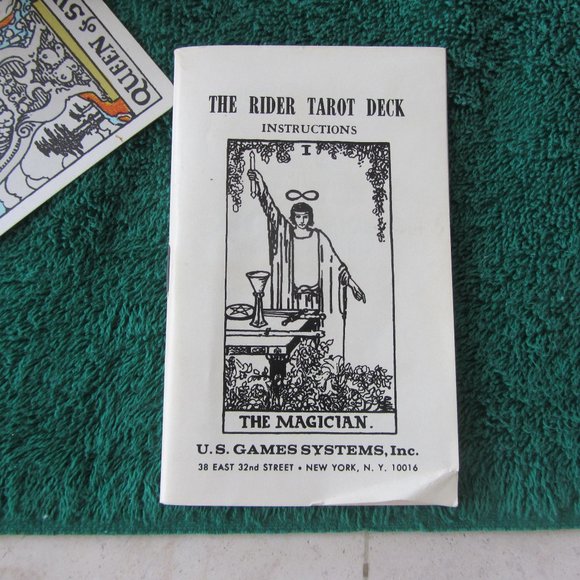 QUEEN of S
THE RIDER TAROT DECK
INSTRUCTIONS
I
THE MAGICIAN.
U. S. GAMES SYSTEMS, Inc.
38 EAST 32nd STREET • NEW YORK, N. Y. 10016